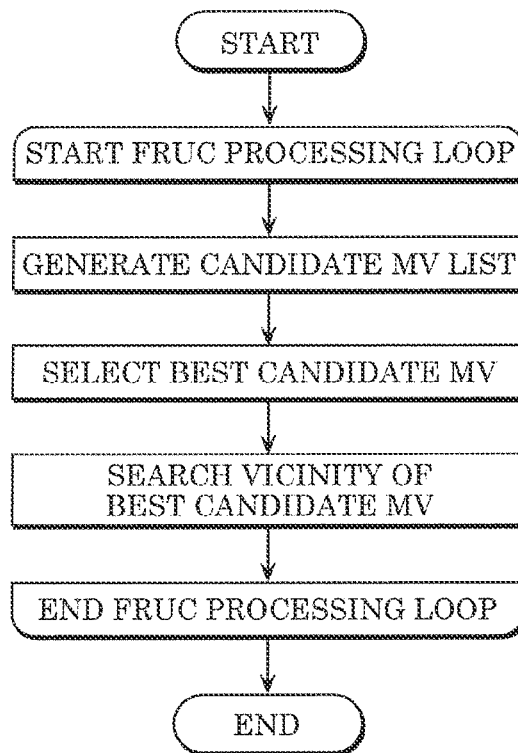 START
START FRUC PROCESSING LOOP
GENERATE CANDIDATE MV LIST
SELECT BEST CANDIDATE MV
SEARCH VICINITY OF
BEST CANDIDATE MV
END FRUC PROCESSING LOOP
END